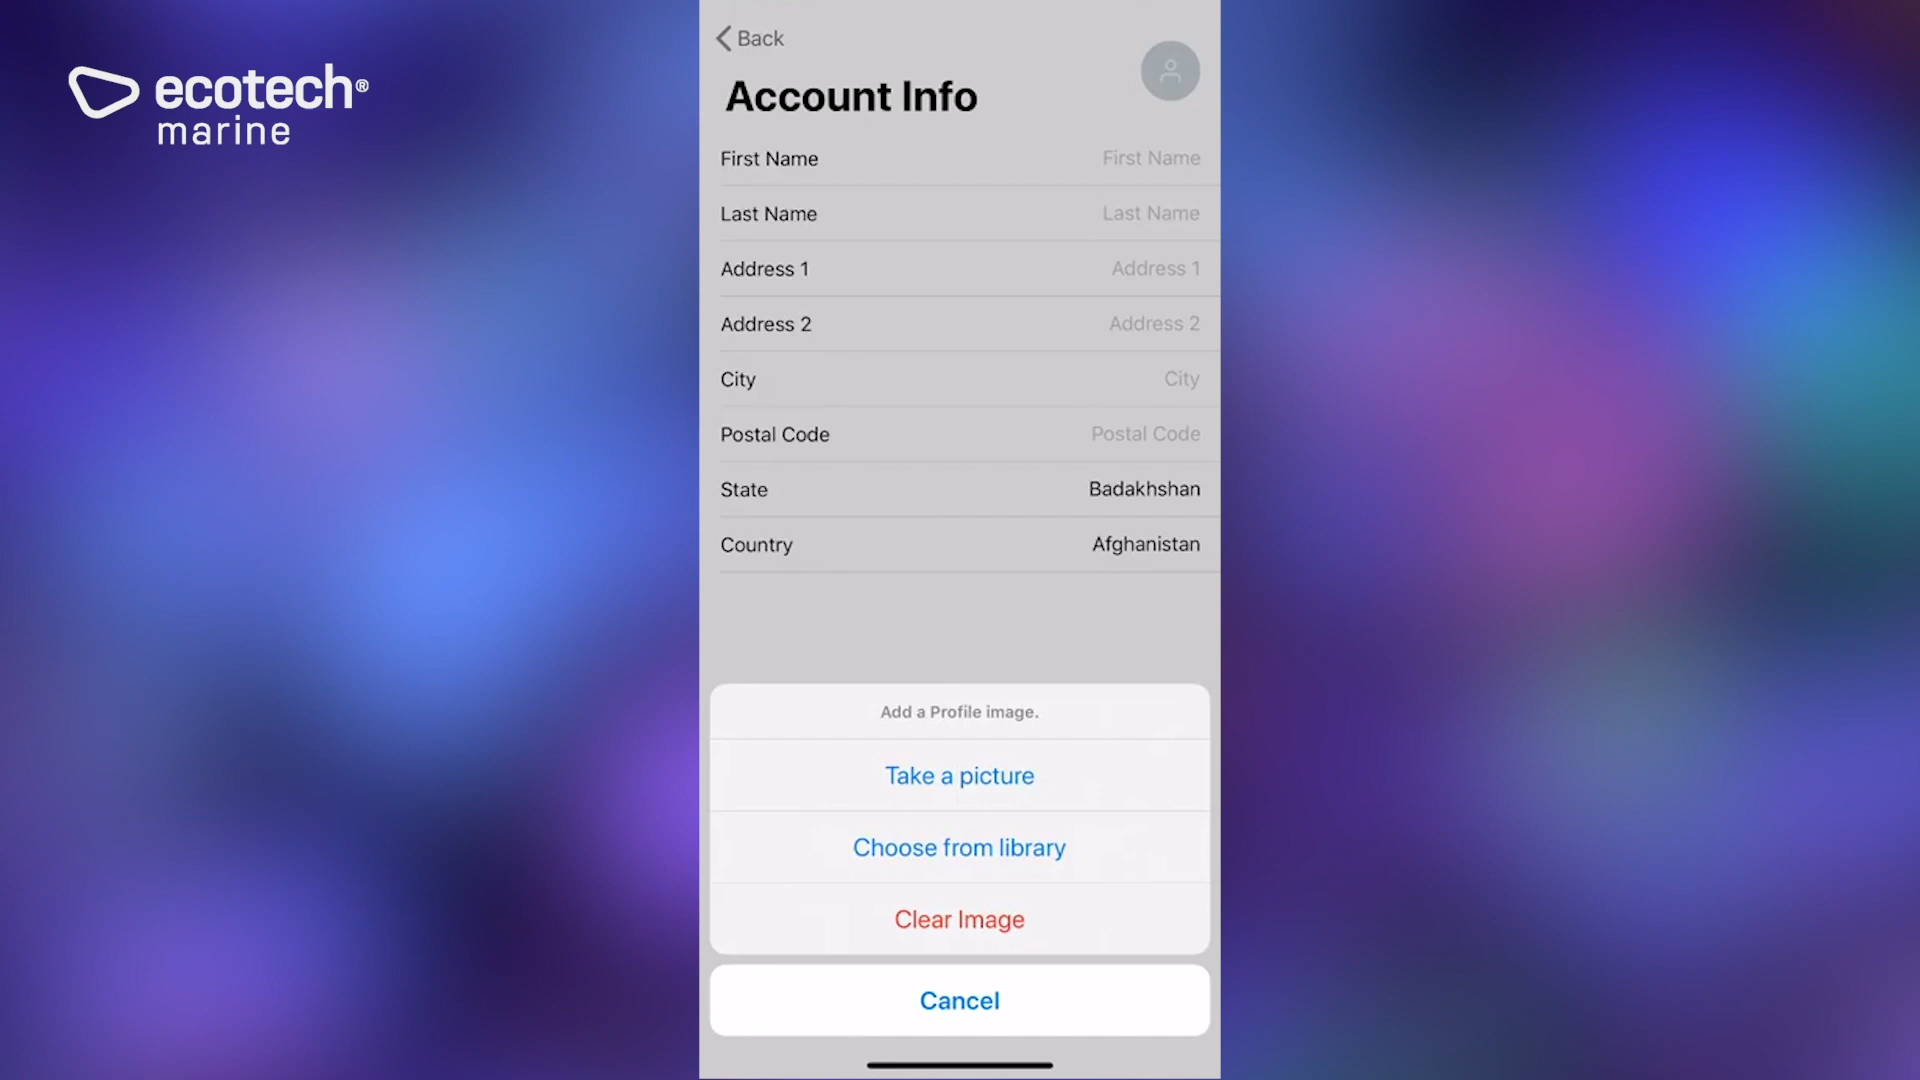 ecotech®
marine
Back
Account Info
First Name First Name
Last Name Last Name
Address 1 Address 1
Address 2 Address 2
City City
Postal Code Postal Code
State Badakhshan
Country Afghanistan
Add a Profile image.
Take a picture
Choose from library
Clear Image
Cancel